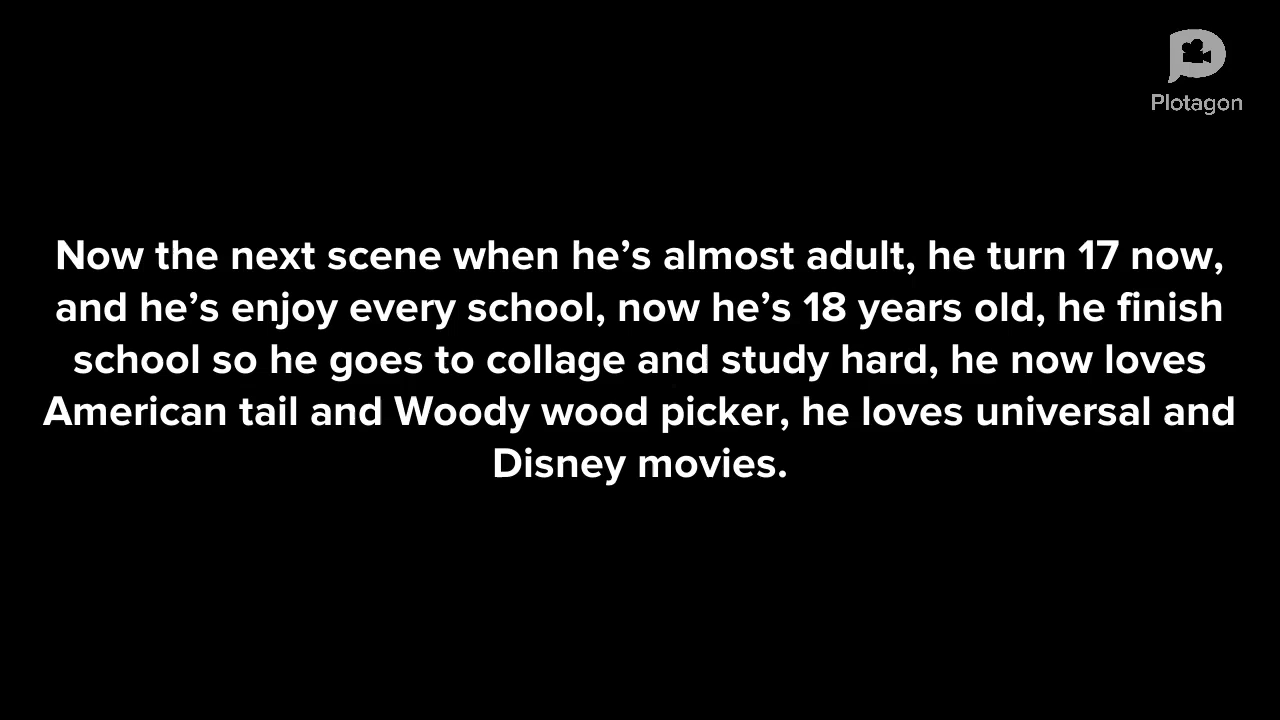 Plotagon
Now the next scene when he’s almost adult, he turn 17 now,
and he’s enjoy every school, now he’s 18 years old, he finish
school so he goes to collage and study hard, he now loves
American tail and Woody wood picker, he loves universal and
Disney movies.